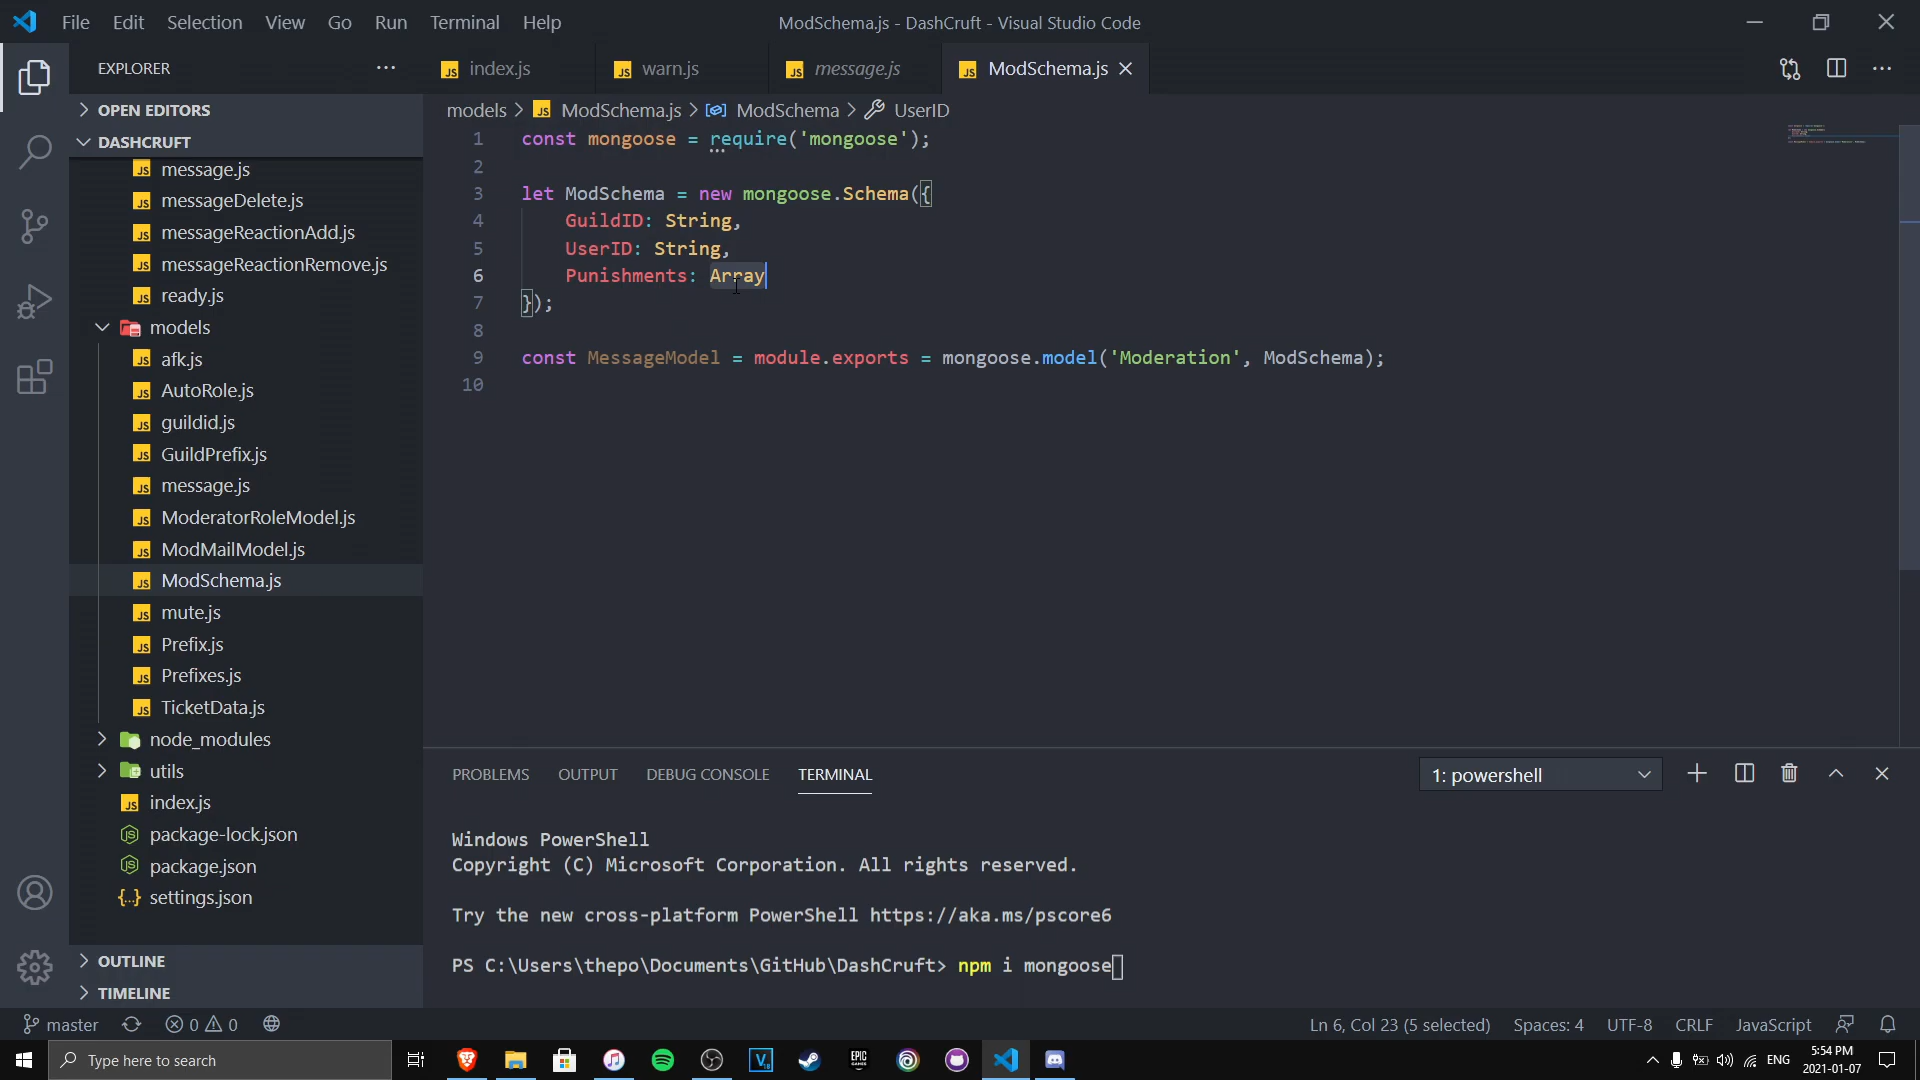 File Edit Selection View Go Run Terminal Help
ModSchema.js - DashCruft - Visual Studio Code
EXPLORER
OPEN EDITORS
DASHCRUFT
message.js
messageDelete.js
messageReactionAdd.js
messageReactionRemove.js
ready.js
models
afk.js
AutoRole.js
guildid.js
GuildPrefix.js
message.js
ModeratorRoleModel.js
ModMailModel.js
ModSchema.js
mute.js
Prefix.js
Prefixes.js
TicketData.js
node_modules
utils
index.js
package-lock.json
package.json
settings.json
OUTLINE
TIMELINE
index.js warn.js message.js ModSchema.js
models > ModSchema.js > ModSchema > UserID
1 const mongoose = require('mongoose');
2
3 let ModSchema = new mongoose.Schema({
4 GuildID: String,
5 UserID: String,
6 Punishments: Array
7 });
8
9 const MessageModel = module.exports = mongoose.model('Moderation', ModSchema);
10
PROBLEMS OUTPUT DEBUG CONSOLE TERMINAL
1: powershell
Windows PowerShell
Copyright (C) Microsoft Corporation. All rights reserved.
Try the new cross-platform PowerShell https://aka.ms/pscore6
PS C:\Users\thepo\Documents\GitHub\DashCruft> npm i mongoose
master 0 0
Ln 6, Col 23 (5 selected) Spaces: 4 UTF-8 CRLF JavaScript
Type here to search
EPIC GAMES
ENG
5:54 PM
2021-01-07